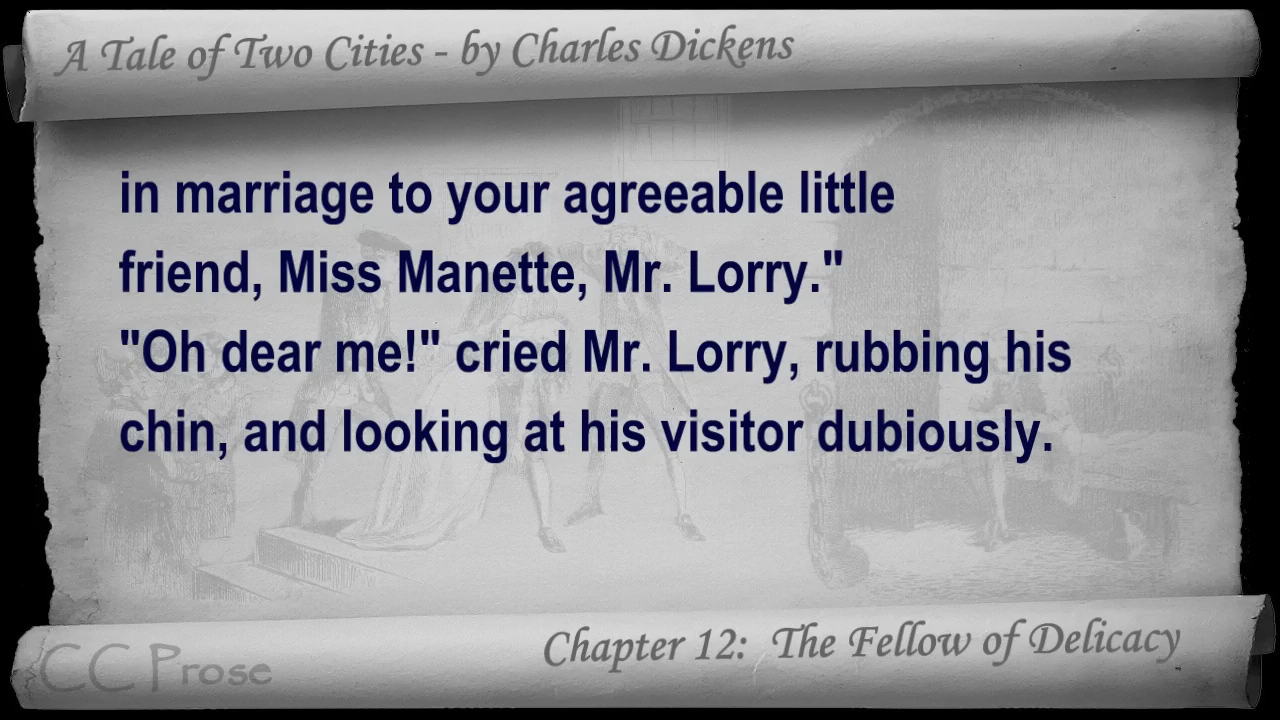 A Tale of Two Cities - by Charles Dickens
in marriage to your agreeable little
friend, Miss Manette, Mr. Lorry."
"Oh dear me!" cried Mr. Lorry, rubbing his
chin, and looking at his visitor dubiously.
Chapter 12: The Fellow of Delicacy
CC Prose